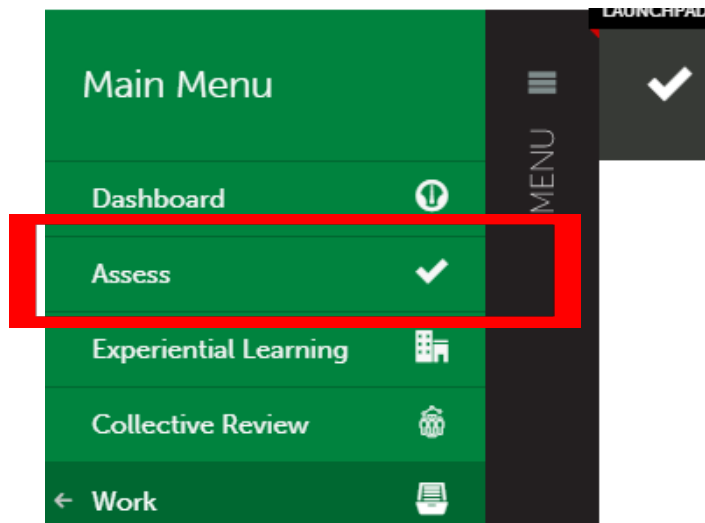 LAUNCHPAD
Main Menu
MENU
Dashboard
Assess
Experiential Learning
Collective Review
Work